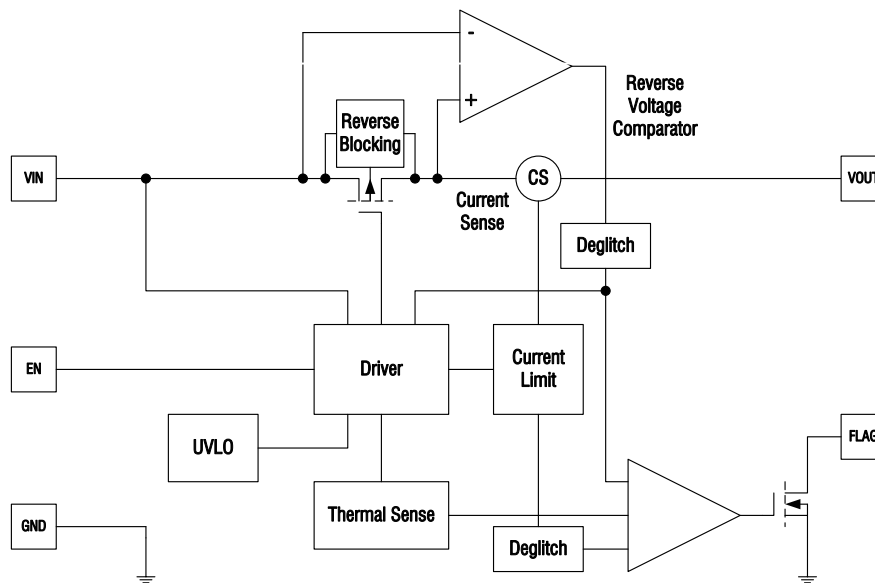 -
+
Reverse
Voltage
Comparator
Reverse
Blocking
VIN
CS
VOUT
Current
Sense
Deglitch
EN
Driver
Current
Limit
UVLO
FLAG
GND
Thermal Sense
Deglitch